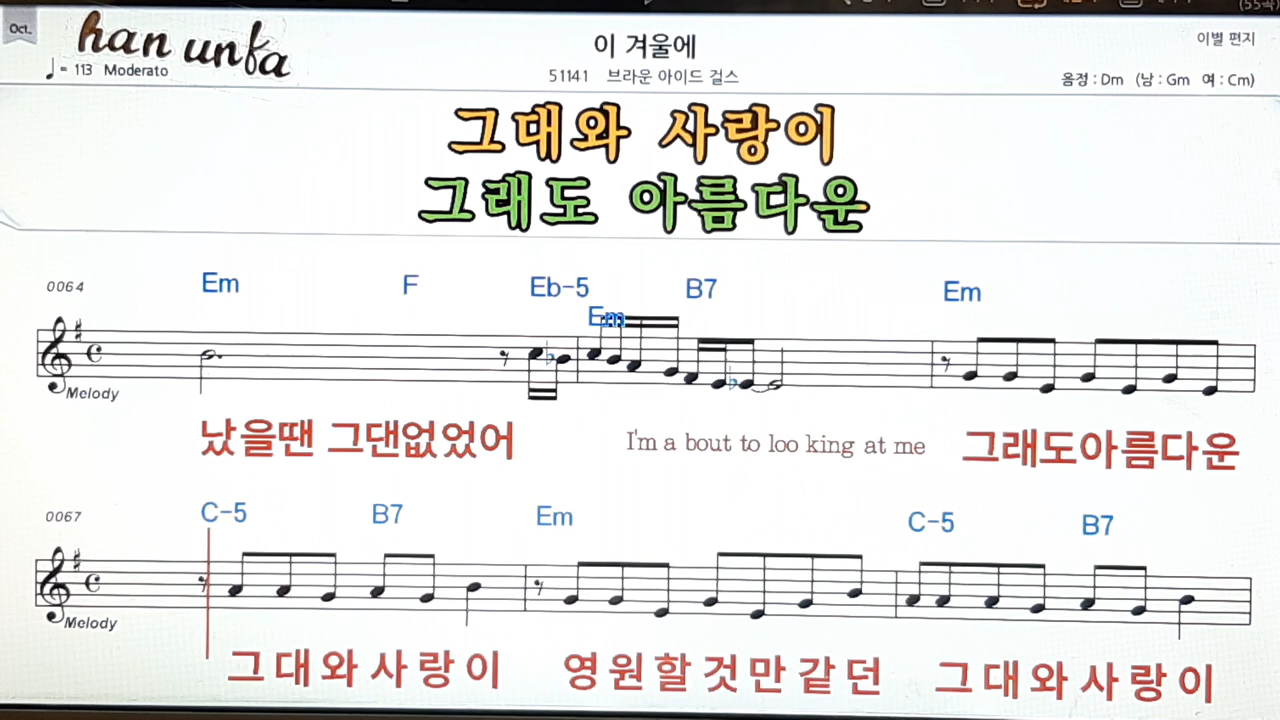 Oct.
han unfa
이 겨울에
이별 편지
♩= 113 Moderato
51141 브라운 아이드 걸스
음정 : Dm (남 : Gm 여 : Cm)
그대와 사랑이
그래도 아름다운
0064
Em F Eb-5 Em B7 Em
Melody
났을땐 그댄없었어 I'm a bout to loo king at me 그래도아름다운
0067
C-5 B7 Em C-5 B7
Melody
그대와사랑이 영원할것만같던 그대와사랑이